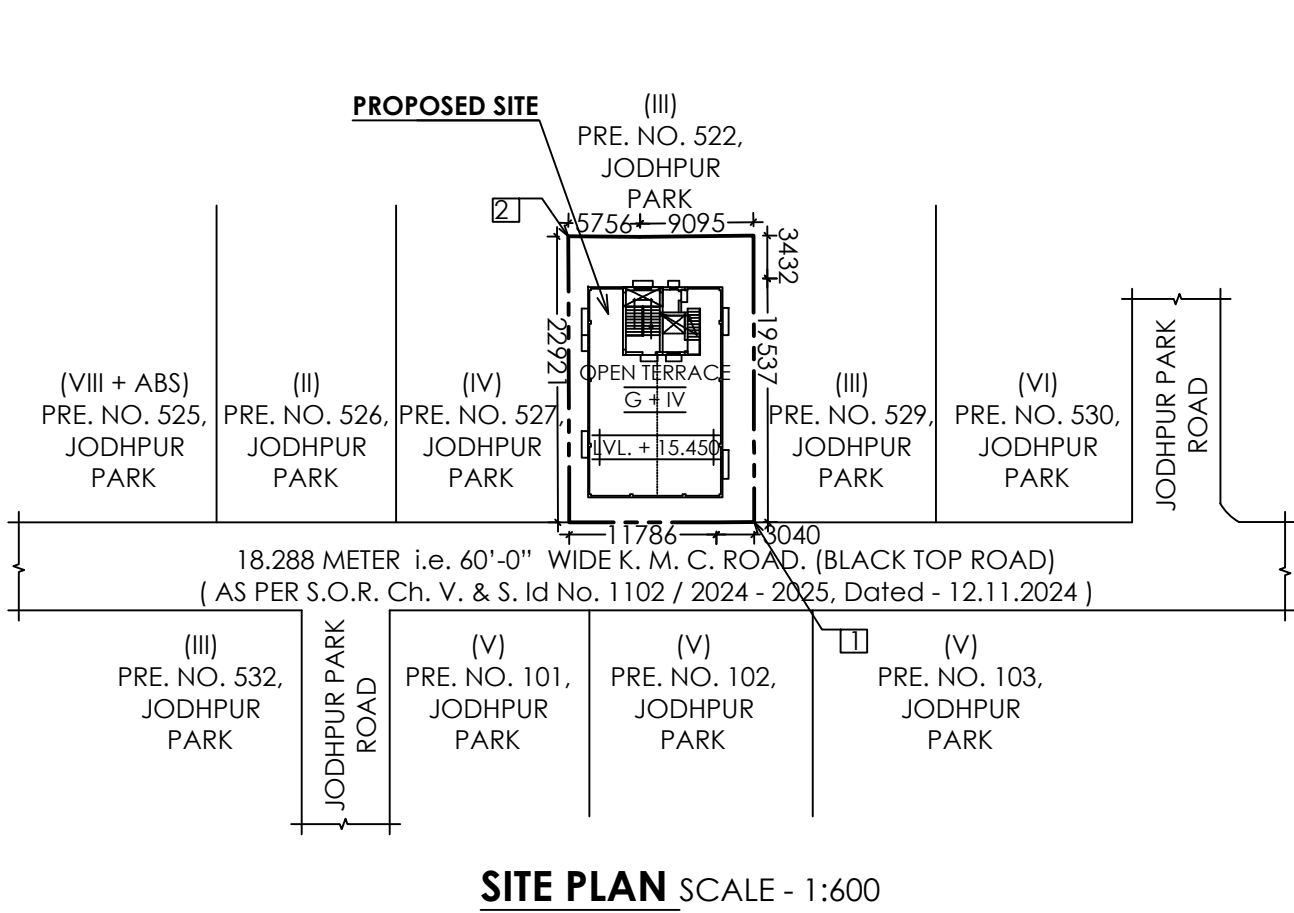 PROPOSED SITE
(III)
PRE. NO. 522,
JODHPUR
PARK
2
5756
9095
3432
22921
19537
OPEN TERRACE
G + IV
LVL. + 15.450
(VIII + ABS)
PRE. NO. 525,
JODHPUR
PARK
(II)
PRE. NO. 526,
JODHPUR
PARK
(IV)
PRE. NO. 527,
JODHPUR
PARK
(III)
PRE. NO. 529,
JODHPUR
PARK
(VI)
PRE. NO. 530,
JODHPUR
PARK
JODHPUR PARK
ROAD
11786
3040
18.288 METER i.e. 60'-0” WIDE K. M. C. ROAD. (BLACK TOP ROAD)
( AS PER S.O.R. Ch. V. & S. Id No. 1102 / 2024 - 2025, Dated - 12.11.2024 )
1
(III)
PRE. NO. 532,
JODHPUR
PARK
JODHPUR PARK
ROAD
(V)
PRE. NO. 101,
JODHPUR
PARK
(V)
PRE. NO. 102,
JODHPUR
PARK
(V)
PRE. NO. 103,
JODHPUR
PARK
SITE PLAN SCALE - 1:600